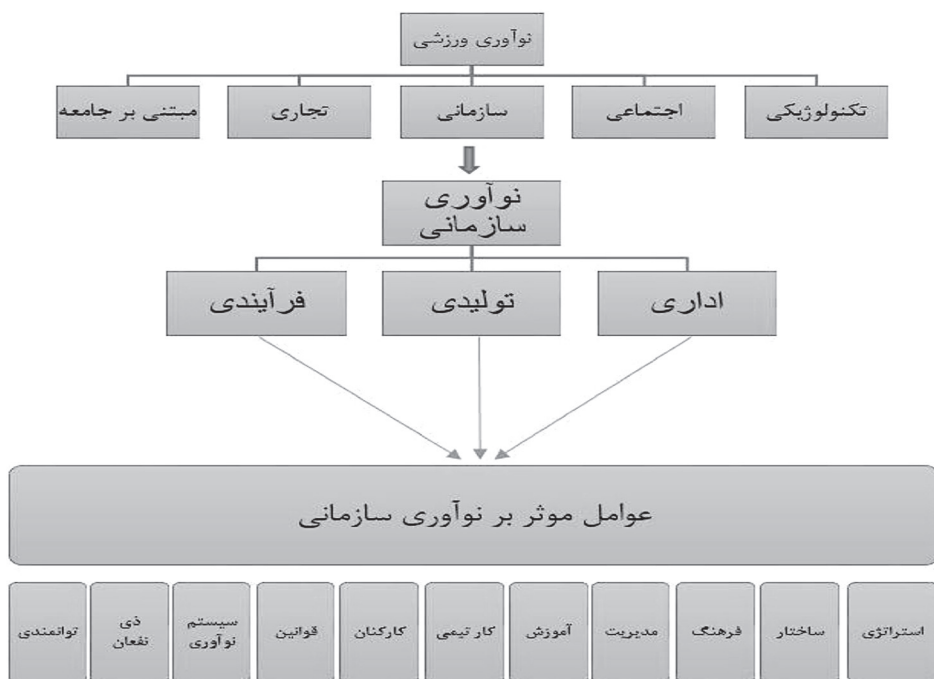 نوآوری ورزشی
تکنولوژیکی
اجتماعی
سازمانی
تجاری
مبتنی بر جامعه
نوآوری
سازمانی
اداری
تولیدی
فرآیندی
عوامل موثر بر نوآوری سازمانی
استراتژی
ساختار
فرهنگ
مدیریت
آموزش
کار تیمی
کارکنان
قوانین
سیستم
نوآوری
ذی
نفعان
توانمندی